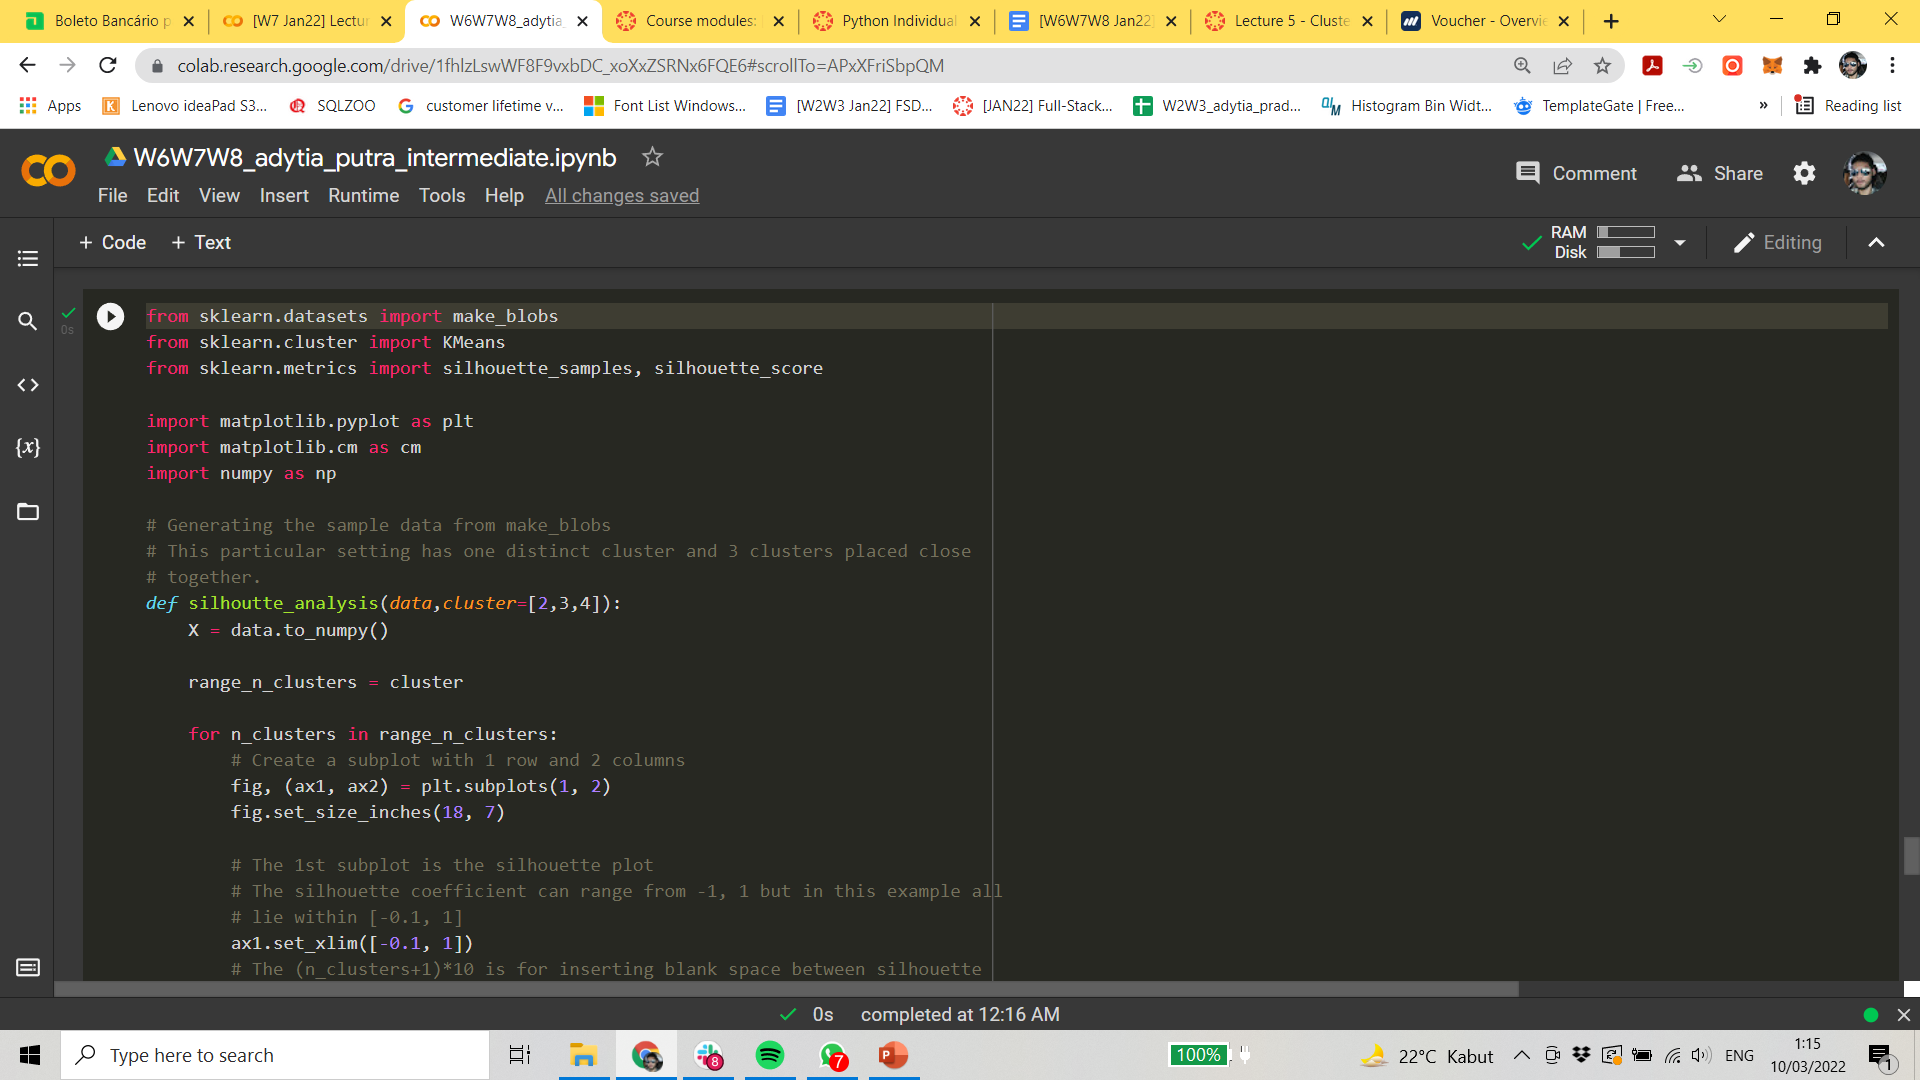 Boleto Bancário p
[W7 Jan22] Lectur
W6W7W8_adytia_
Course modules:
Python Individual
[W6W7W8 Jan22]
Lecture 5 - Cluste
Voucher - Overvie
colab.research.google.com/drive/1fhlzLswWF8F9vxbDC_xoXxZSRNx6FQE6#scrollTo=APxXFriSbpQM
Apps
Lenovo ideaPad S3...
SQLZOO
customer lifetime v...
Font List Windows...
[W2W3 Jan22] FSD...
[JAN22] Full-Stack...
W2W3_adytia_prad...
Histogram Bin Widt...
TemplateGate | Free...
»
Reading list
W6W7W8_adytia_putra_intermediate.ipynb
Comment
Share
File Edit View Insert Runtime Tools Help All changes saved
+ Code + Text
RAM
Disk
Editing
0s
from sklearn.datasets import make_blobs
from sklearn.cluster import KMeans
from sklearn.metrics import silhouette_samples, silhouette_score
import matplotlib.pyplot as plt
import matplotlib.cm as cm
import numpy as np
# Generating the sample data from make_blobs
# This particular setting has one distinct cluster and 3 clusters placed close
# together.
def silhoutte_analysis(data,cluster=[2,3,4]):
X = data.to_numpy()
range_n_clusters = cluster
for n_clusters in range_n_clusters:
# Create a subplot with 1 row and 2 columns
fig, (ax1, ax2) = plt.subplots(1, 2)
fig.set_size_inches(18, 7)
# The 1st subplot is the silhouette plot
# The silhouette coefficient can range from -1, 1 but in this example all
# lie within [-0.1, 1]
ax1.set_xlim([-0.1, 1])
# The (n_clusters+1)*10 is for inserting blank space between silhouette
0s completed at 12:16 AM
Type here to search
8
7
100%
22°C Kabut
ENG
1:15
10/03/2022
1